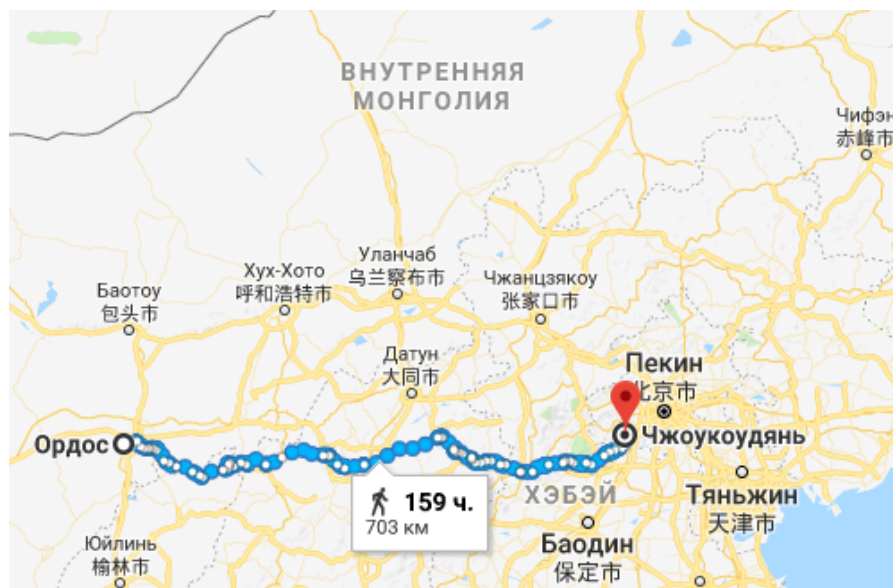 ВНУТРЕННЯЯ
МОНГОЛИЯ
Чифэн
赤峰市
Уланчаб
乌兰察布市
Хух-Хото
呼和浩特市
Чжанцзякоу
张家口市
Баотоу
包头市
Датун
大同市
Пекин
北京市
Ордос
Чжоукоудянь
159 ч.
703 км
ХЭБЭЙ
Тяньжин
天津市
Юйлинь
榆林市
Баодин
保定市